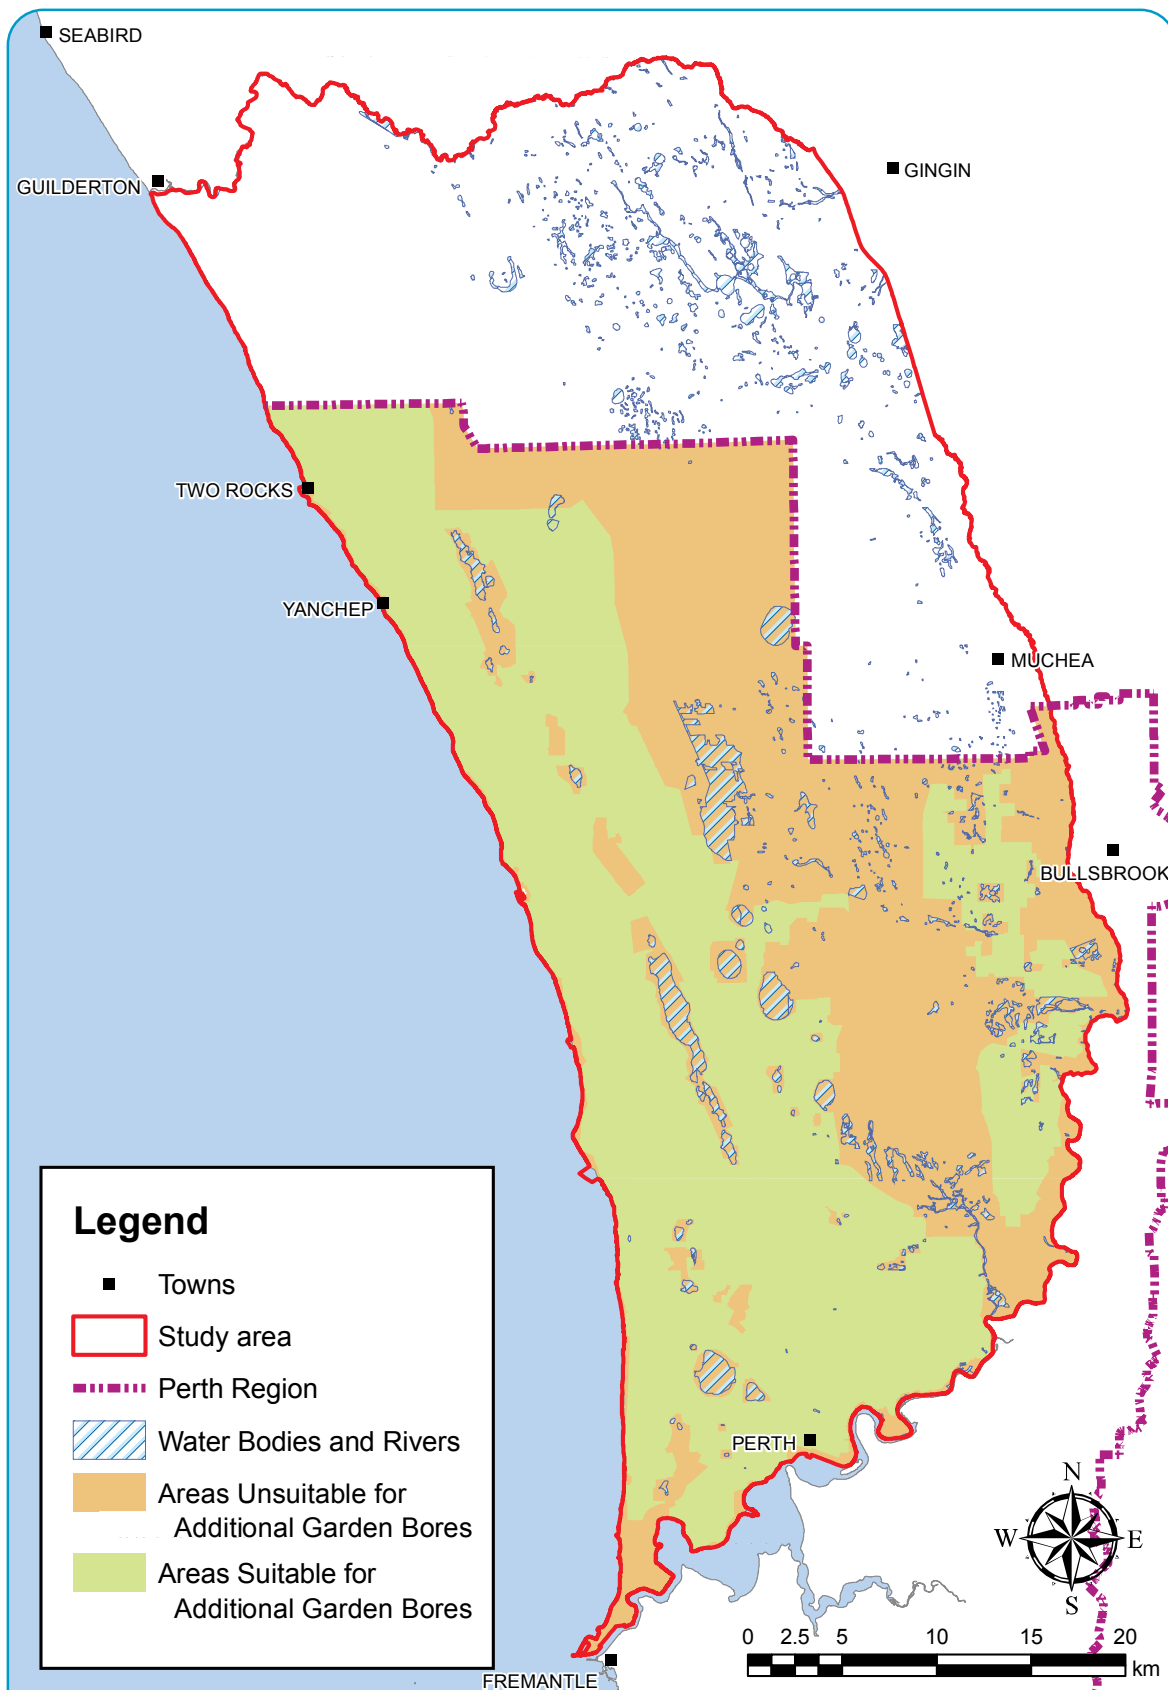 SEABIRD
GUILDERTON
GINGIN
TWO ROCKS
YANCHEP
MUCHEA
BULLSBROOK
Legend
Towns
Study area
Perth Region
Water Bodies and Rivers
Areas Unsuitable for
Additional Garden Bores
Areas Suitable for
Additional Garden Bores
PERTH
FREMANTLE
N
W E
S
0 2.5 5 10 15 20
km